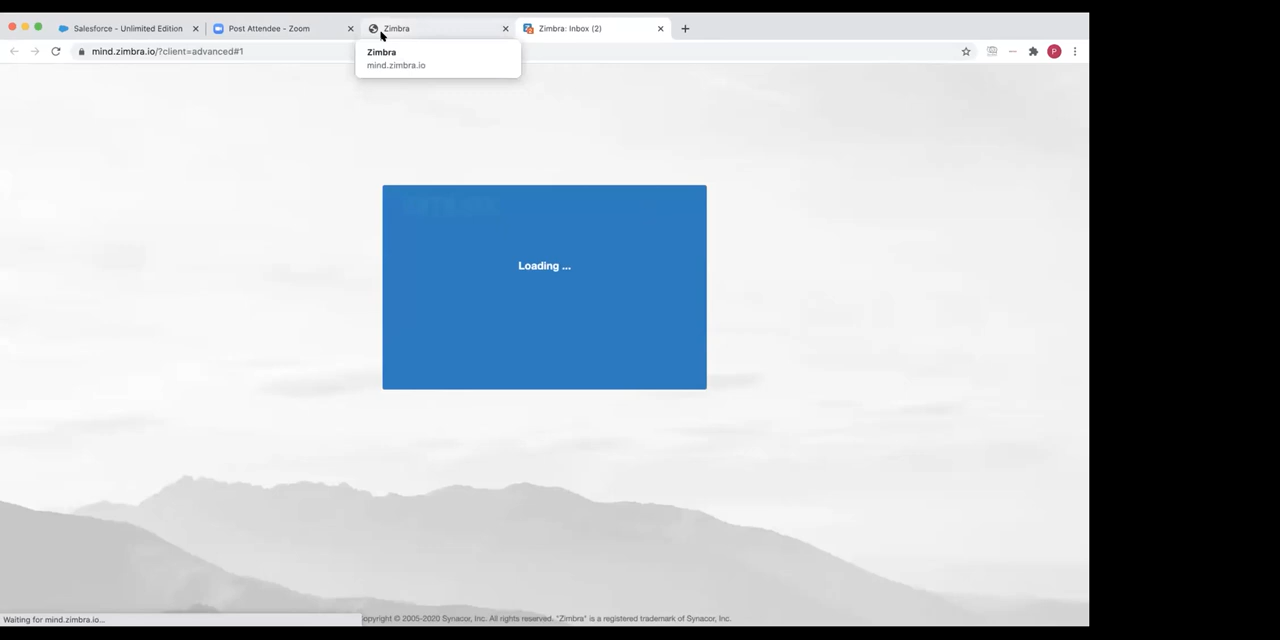 Salesforce - Unlimited Edition
Post Attendee - Zoom
Zimbra
Zimbra: Inbox (2)
mind.zimbra.io/?client=advanced#1
Zimbra
mind.zimbra.io
Loading ...
Waiting for mind.zimbra.io...
opyright © 2005-2020 Synacor, Inc. All rights reserved. "Zimbra" is a registered trademark of Synacor, Inc.